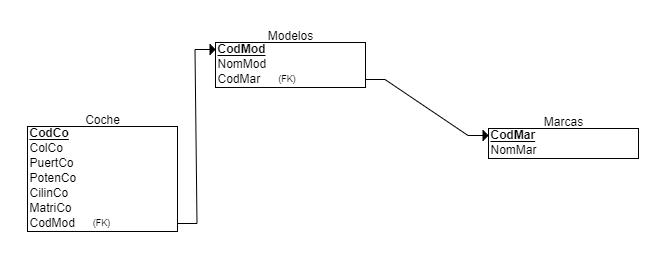 Modelos
CodMod
NomMod
CodMar (FK)
Coche
CodCo
ColCo
PuertCo
PotenCo
CilinCo
MatriCo
CodMod (FK)
Marcas
CodMar
NomMar